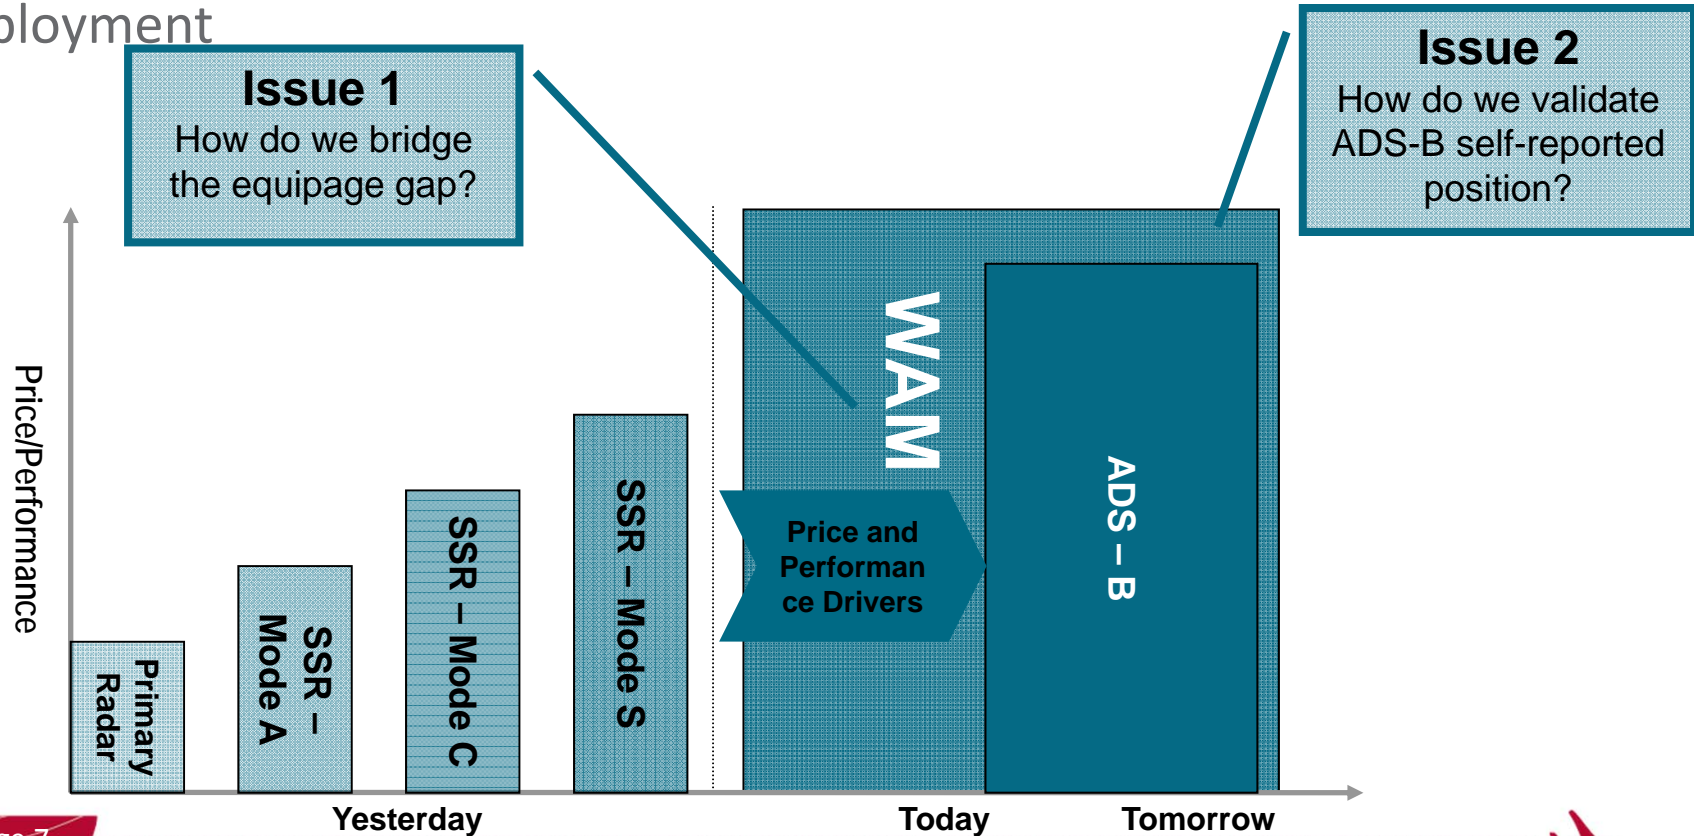 ployment
Issue 1
How do we bridge
the equipage gap?
Issue 2
How do we validate
ADS-B self-reported
position?
Price/Performance
Primary
Radar
SSR –
Mode A
SSR – Mode C
SSR – Mode S
WAM
Price and
Performan
ce Drivers
ADS – B
Yesterday
Today
Tomorrow